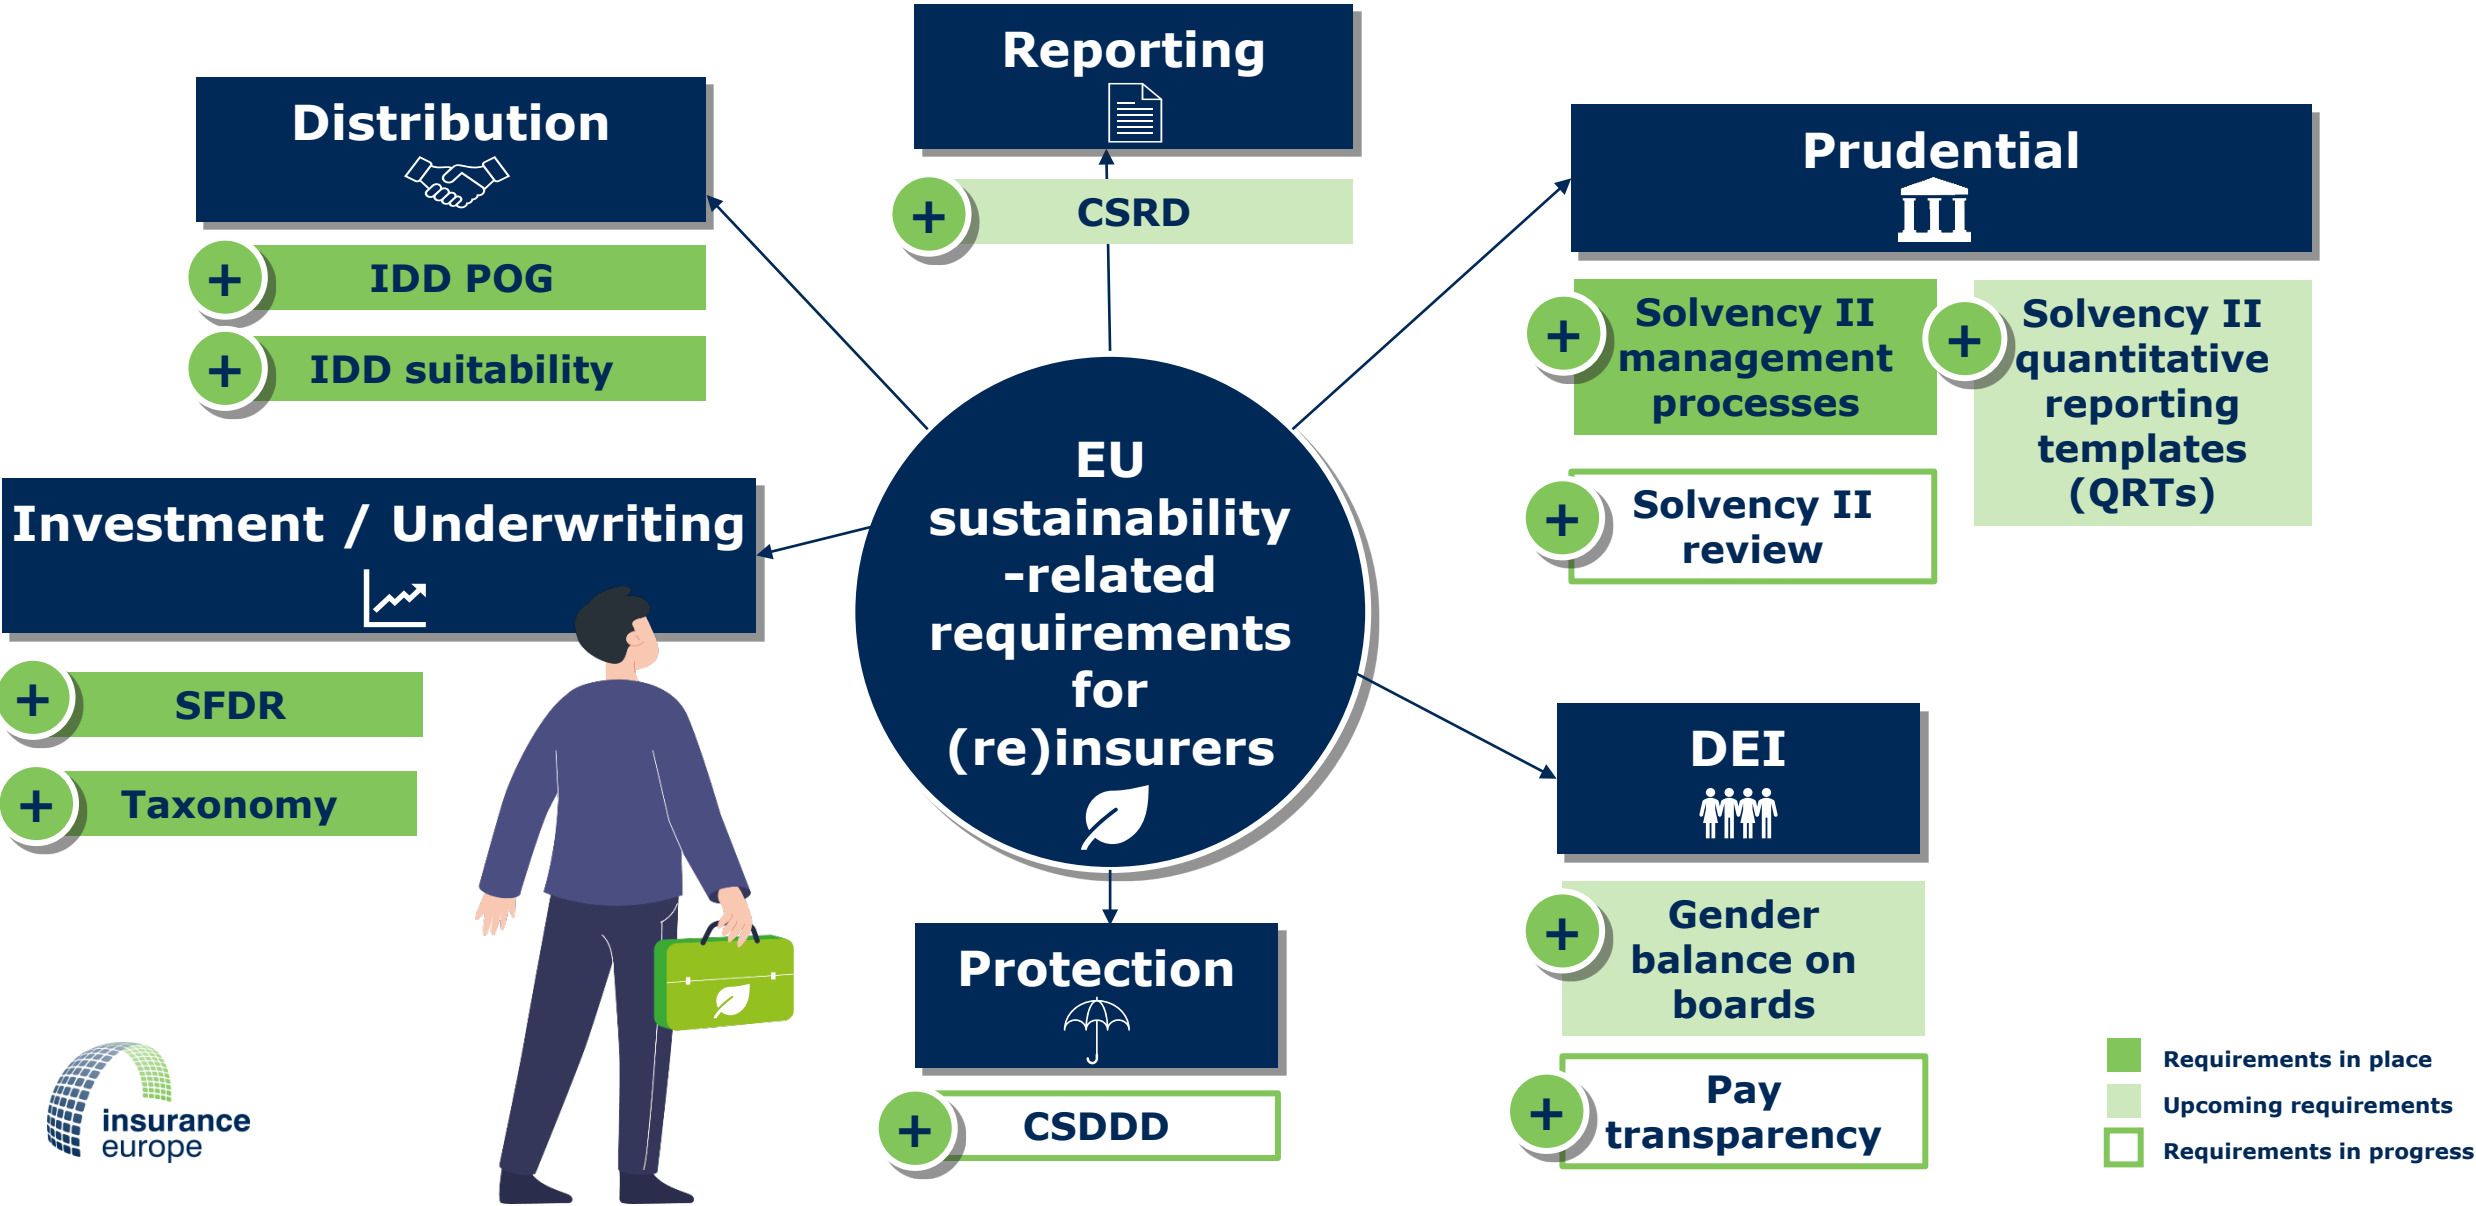 Reporting
CSRD
Distribution
IDD POG
IDD suitability
Prudential
Solvency II
management
processes
Solvency II
quantitative
reporting
templates
(QRTs)
Solvency II
review
EU
sustainability
-related
requirements
for
(re)insurers
Investment / Underwriting
SFDR
Taxonomy
DEI
Gender
balance on
boards
Pay
transparency
Protection
CSDDD
insurance
europe
Requirements in place
Upcoming requirements
Requirements in progress